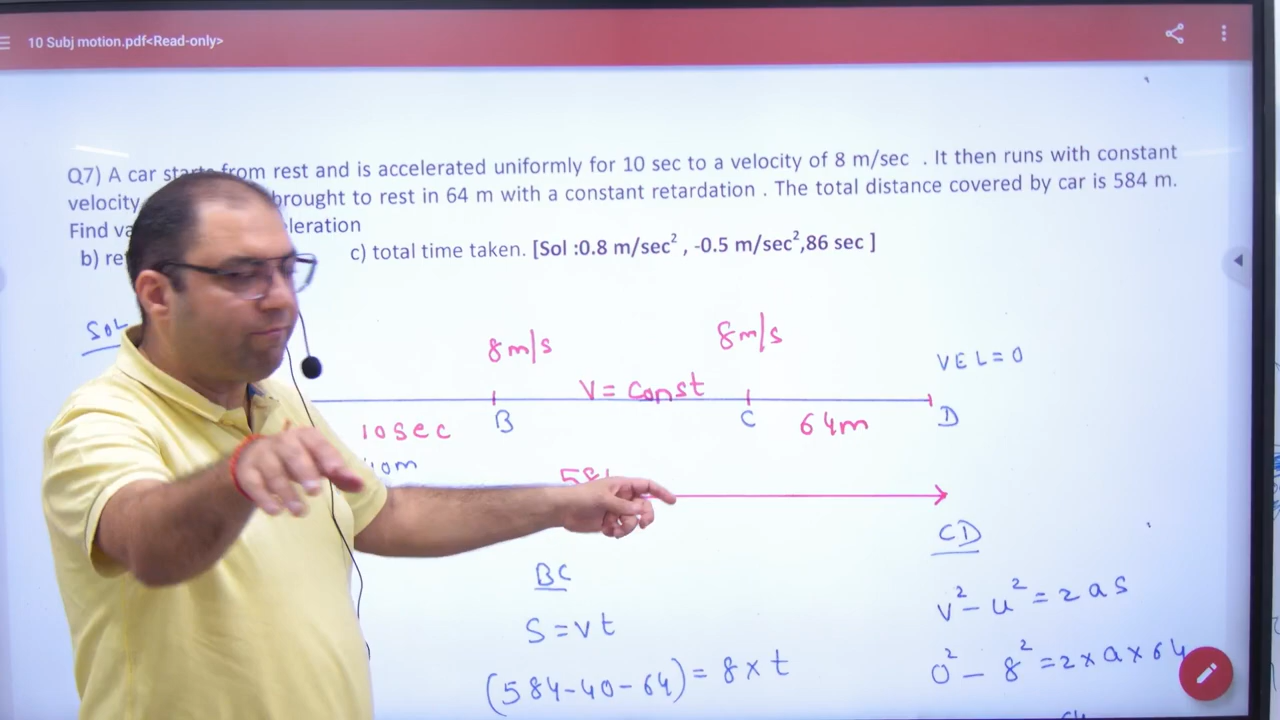 10 Subj motion.pdf<Read-only>
Q7) A car starts from rest and is accelerated uniformly for 10 sec to a velocity of 8 m/sec . It then runs with constant
velocity brought to rest in 64 m with a constant retardation . The total distance covered by car is 584 m.
Find
b) c) total time taken. [Sol :0.8 m/sec² , -0.5 m/sec²,86 sec ]
SOL
8m/s 8m/s VEL=0
V= Const
B C D
10sec 64m
CD
BC
v²-u²=2as
S=vt
0²-8²=2×a×64
(584-40-64)=8×t